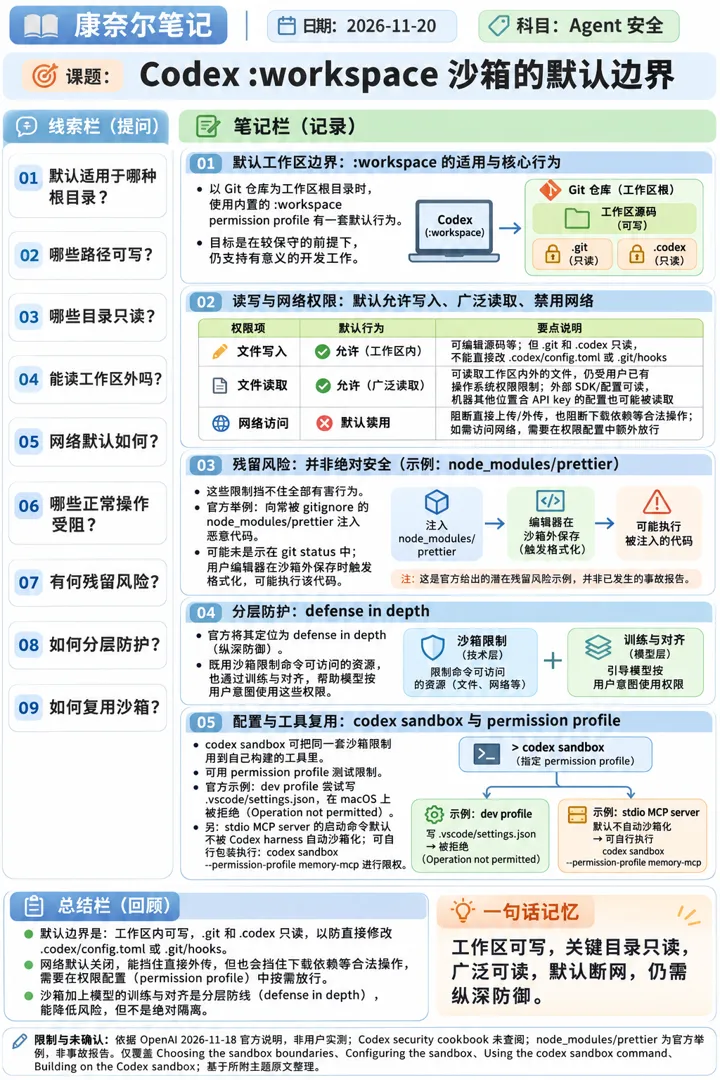 康奈尔笔记
日期：2026-11-20
科目：Agent 安全
课题：
Codex :workspace 沙箱的默认边界
线索栏（提问）
01 默认适用于哪种
根目录？
02 哪些路径可写？
03 哪些目录只读？
04 能读工作区外吗？
05 网络默认如何？
06 哪些正常操作
受阻？
07 有何残留风险？
08 如何分层防护？
09 如何复用沙箱？
笔记栏（记录）
01 默认工作区边界：:workspace 的适用与核心行为
• 以 Git 仓库为工作区根目录时，
使用内置的 :workspace
permission profile 有一套默认行为。
• 目标是在较保守的前提下，
仍支持有意义的开发工作。
Codex
(:workspace)
Git 仓库（工作区根）
工作区源码
（可写）
.git
（只读）
.codex
（只读）
02 读写与网络权限：默认允许写入、广泛读取、禁用网络
权限项 默认行为 要点说明
文件写入 允许（工作区内） 可编辑源码等；但 .git 和 .codex 只读，
不能直接改 .codex/config.toml 或 .git/hooks
文件读取 允许（广泛读取） 可读取工作区内外的文件，仍受用户已有
操作系统权限限制；外部 SDK/配置可读，
机器其他位置含 API key 的配置也可能被读取
网络访问 默认读用 阻断直接上传/外传，也阻断下载依赖等合法操作；
如需访问网络，需要在权限配置中额外放行
03 残留风险：并非绝对安全（示例：node_modules/prettier）
• 这些限制挡不住全部有害行为。
• 官方举例：向常被 gitignore 的
node_modules/prettier 注入
恶意代码。
• 可能未是示在 git status 中；
用户编辑器在沙箱外保存时触发
格式化，可能执行该代码。
注入
node_modules/
prettier
编辑器在
沙箱外保存
（触发格式化）
可能执行
被注入的代码
注：这是官方给出的潜在残留风险示例，并非已发生的事故报告。
04 分层防护：defense in depth
• 官方将其定位为 defense in depth
（纵深防御）。
• 既用沙箱限制命令可访问的资源，
也通过训练与对齐，帮助模型按
用户意图使用这些权限。
沙箱限制
（技术层）
限制命令可访问
的资源（文件、网络等）
+
训练与对齐
（模型层）
引导模型按
用户意图使用权限
05 配置与工具复用：codex sandbox 与 permission profile
• codex sandbox 可把同一套沙箱限制
用到自己构建的工具里。
• 可用 permission profile 测试限制。
• 官方示例：dev profile 尝试写
.vscode/settings.json，在 macOS 上
被拒绝（Operation not permitted）。
• 另：stdio MCP server 的启动命令默认
不被 Codex harness 自动沙箱化；可自
行包装执行：codex sandbox
--permission-profile memory-mcp 进行限权。
> codex sandbox
（指定 permission profile）
示例：dev profile
写 .vscode/settings.json
→ 被拒绝
（Operation not permitted）
示例：stdio MCP server
默认不自动沙箱化
→ 可自行执行
codex sandbox
--permission-profile memory-mcp
总结栏（回顾）
默认边界是：工作区内可写，.git 和 .codex 只读，以防直接修改
.codex/config.toml 或 .git/hooks。
网络默认关闭，能挡住直接外传，但也会挡住下载依赖等合法操作，
需要在权限配置（permission profile）中按需放行。
沙箱加上模型的训练与对齐是分层防线（defense in depth），
能降低风险，但不是绝对隔离。
一句话记忆
工作区可写，关键目录只读，
广泛可读，默认断网，仍需
纵深防御。
限制与未确认：依据 OpenAI 2026-11-18 官方说明，非用户实测；Codex security cookbook 未查阅；node_modules/prettier 为官方举
例，非事故报告。仅覆盖 Choosing the sandbox boundaries、Configuring the sandbox、Using the codex sandbox command、
Building on the Codex sandbox；基于所附主题原文整理。